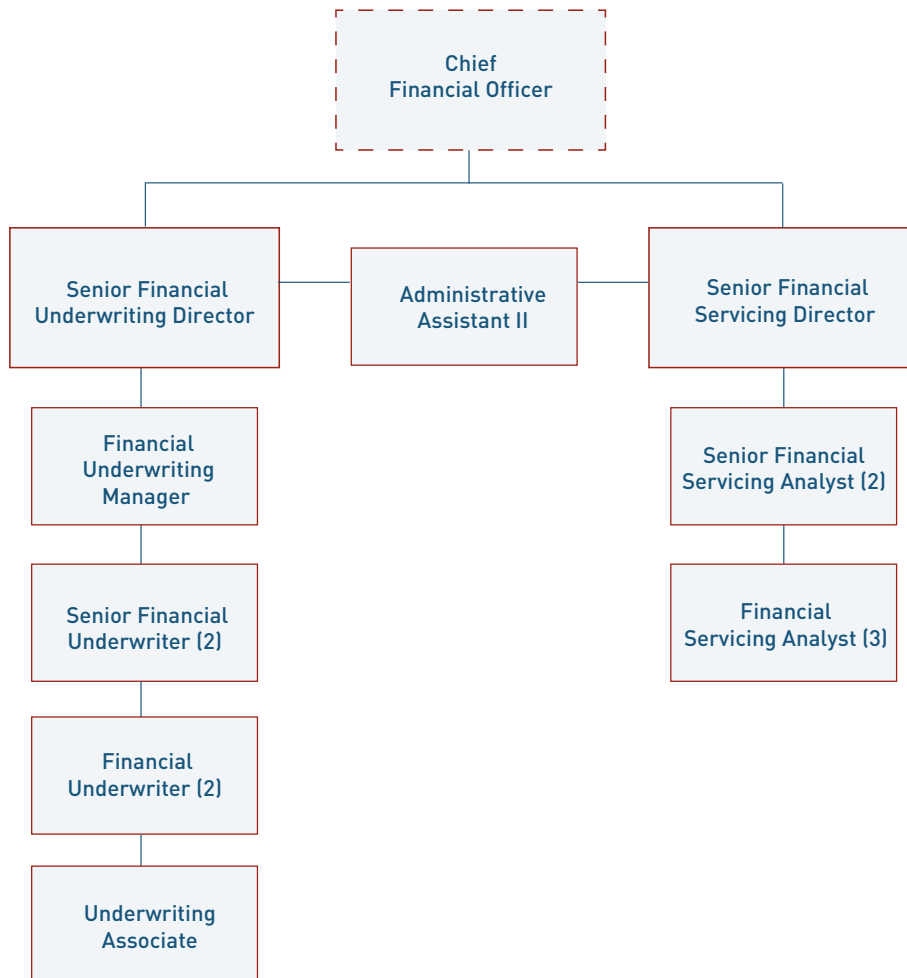 Chief
Financial Officer
Senior Financial
Underwriting Director
Administrative
Assistant II
Senior Financial
Servicing Director
Financial
Underwriting
Manager
Senior Financial
Servicing Analyst (2)
Senior Financial
Underwriter (2)
Financial
Servicing Analyst (3)
Financial
Underwriter (2)
Underwriting
Associate